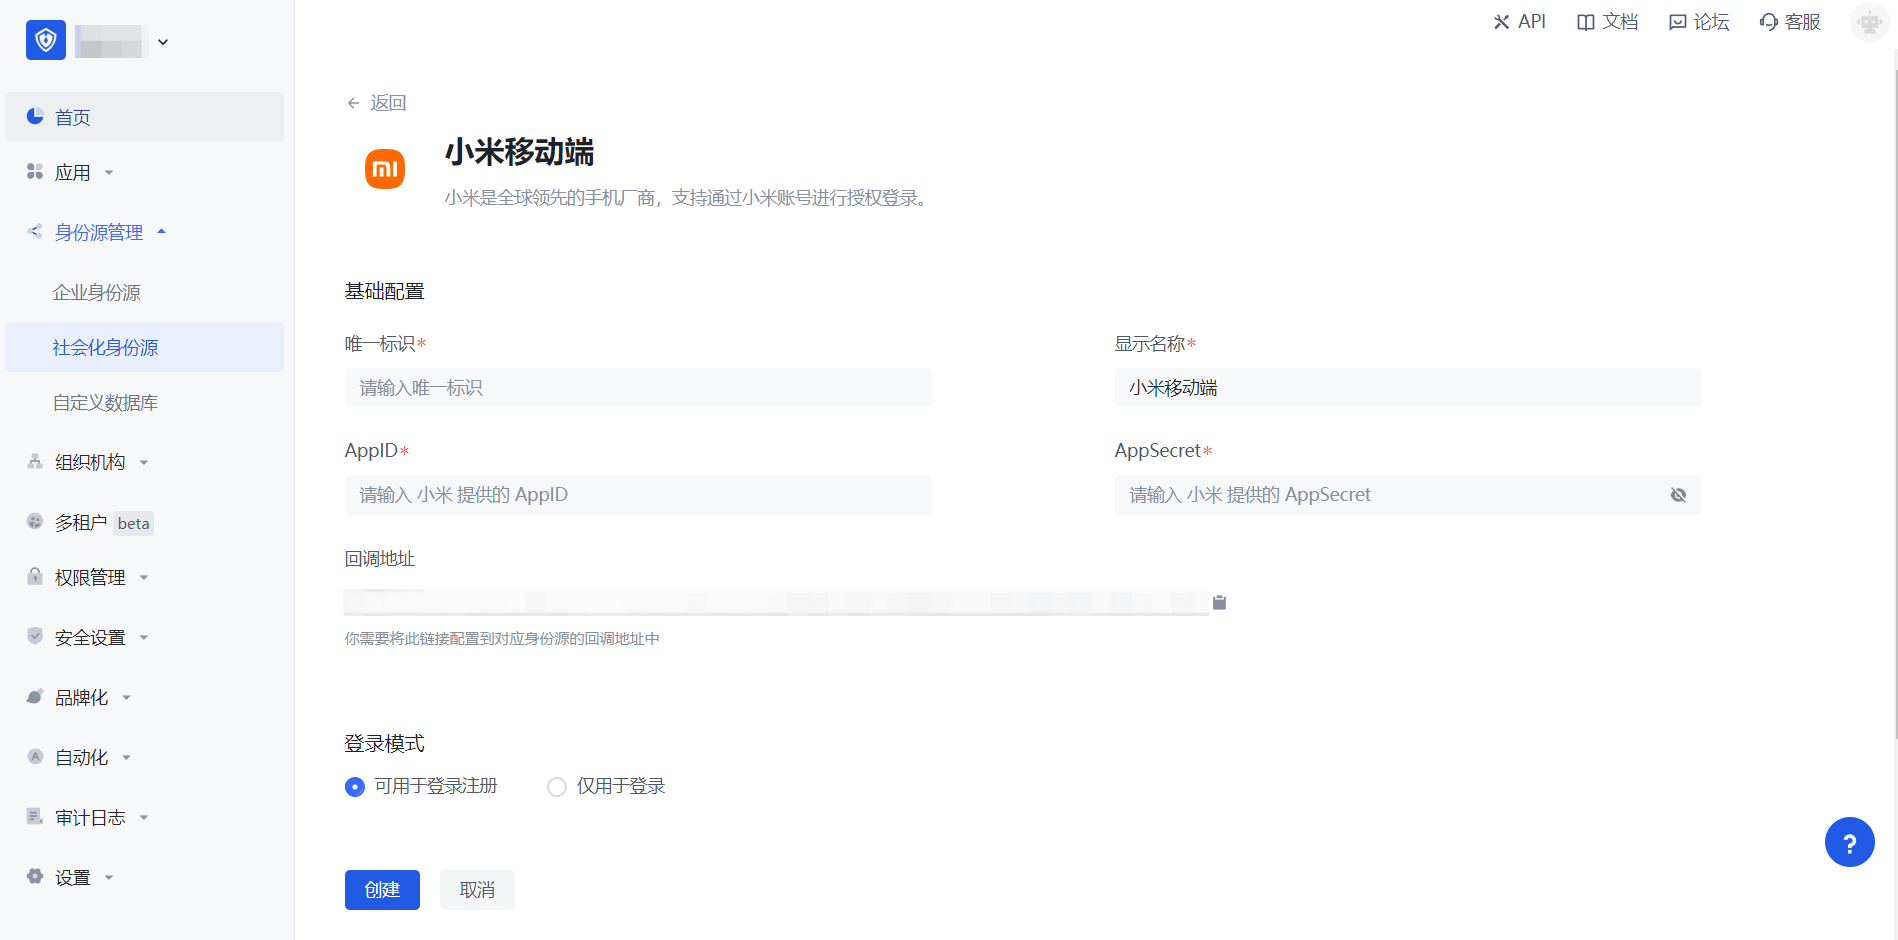 API
文档
论坛
客服
首页
应用
身份源管理
企业身份源
社会化身份源
自定义数据库
组织机构
多租户 beta
权限管理
安全设置
品牌化
自动化
审计日志
设置
返回
mi
小米移动端
小米是全球领先的手机厂商，支持通过小米账号进行授权登录。
基础配置
唯一标识*
请输入唯一标识
显示名称*
小米移动端
AppID*
请输入 小米 提供的 AppID
AppSecret*
请输入 小米 提供的 AppSecret
回调地址
你需要将此链接配置到对应身份源的回调地址中
登录模式
可用于登录注册
仅用于登录
创建
取消
?